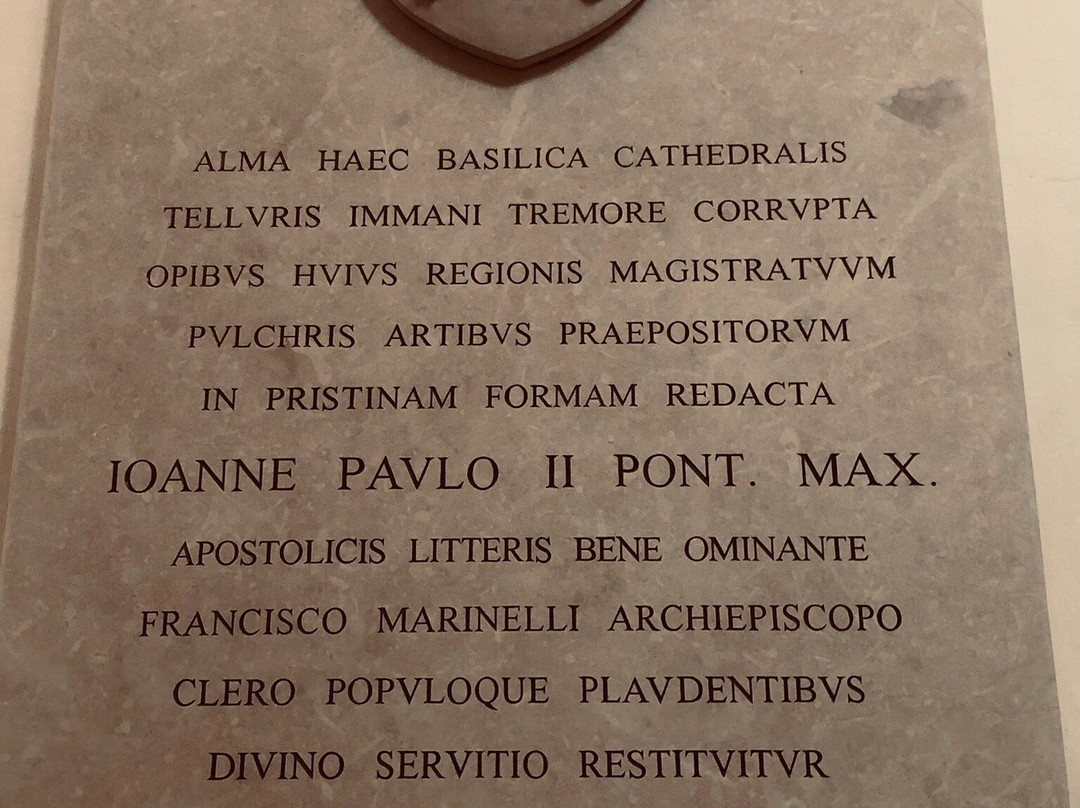 ALMA HAEC BASILICA CATHEDRALIS
TELLVRIS IMMANI TREMORE CORRVPTA
OPIBVS HVIVS REGIONIS MAGISTRATVVM
PVLCHRIS ARTIBVS PRAEPOSITORVM
IN PRISTINAM FORMAM REDACTA
IOANNE PAVLO II PONT. MAX.
APOSTOLICIS LITTERIS BENE OMINANTE
FRANCISCO MARINELLI ARCHIEPISCOPO
CLERO POPVLOQUE PLAVDENTIBVS
DIVINO SERVITIO RESTITVITVR